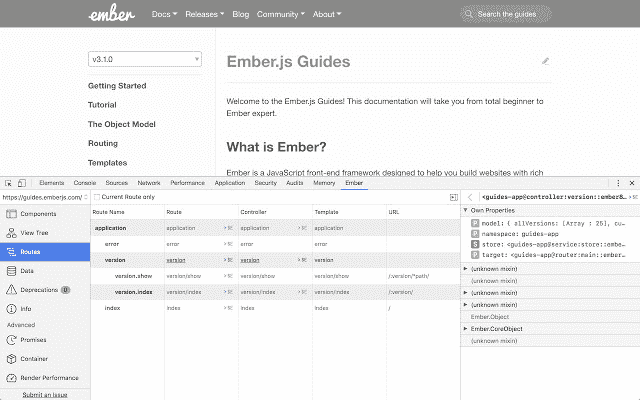 ember
Docs Releases Blog Community About
Search the guides
v3.1.0
Getting Started
Tutorial
The Object Model
Routing
Templates
Ember.js Guides
Welcome to the Ember.js Guides! This documentation will take you from total beginner to
Ember expert.
What is Ember?
Ember is a JavaScript front-end framework designed to help you build websites with rich
Elements Console Sources Network Performance Application Security Audits Memory Ember
https://guides.emberjs.com/
Current Route only
Components
View Tree
Routes
Data
Deprecations 0
Info
Advanced
Promises
Container
Render Performance
Submit an Issue
Route Name Route Controller Template URL
application application >$E application >$E application
error error >$E error >$E error
version version >$E version >$E version
version.show version/show >$E version/show >$E version/show /:version/*path/
version.index version/index >$E version/index >$E version/index /:version/
index index >$E index >$E index /
<guides-app@controller:version::ember8... >$E
Own Properties
P model: { allVersions: [Array : 25], cu…
P namespace: guides-app
S store: <guides-app@service:store::embe…
P target: <guides-app@router:main::ember…
(unknown mixin)
(unknown mixin)
(unknown mixin)
(unknown mixin)
Ember.Object
Ember.CoreObject
(unknown mixin)